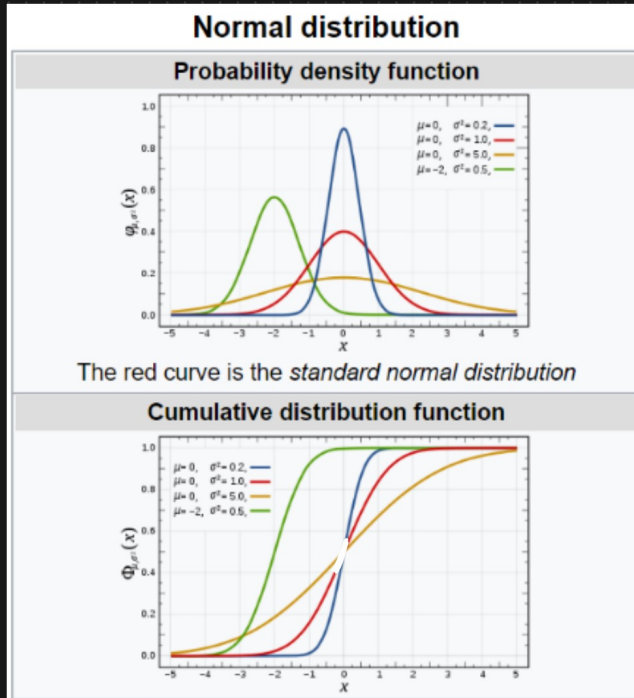 Normal distribution
Probability density function
1.0
0.8
0.6
0.4
0.2
0.0
φμ,σ²(x)
μ=0, σ²=0.2,
μ=0, σ²=1.0,
μ=0, σ²=5.0,
μ=-2, σ²=0.5,
-5 -4 -3 -2 -1 0 1 2 3 4 5
x
The red curve is the standard normal distribution
Cumulative distribution function
1.0
0.8
0.6
0.4
0.2
0.0
Φμ,σ²(x)
μ=0, σ²=0.2,
μ=0, σ²=1.0,
μ=0, σ²=5.0,
μ=-2, σ²=0.5,
-5 -4 -3 -2 -1 0 1 2 3 4 5
x